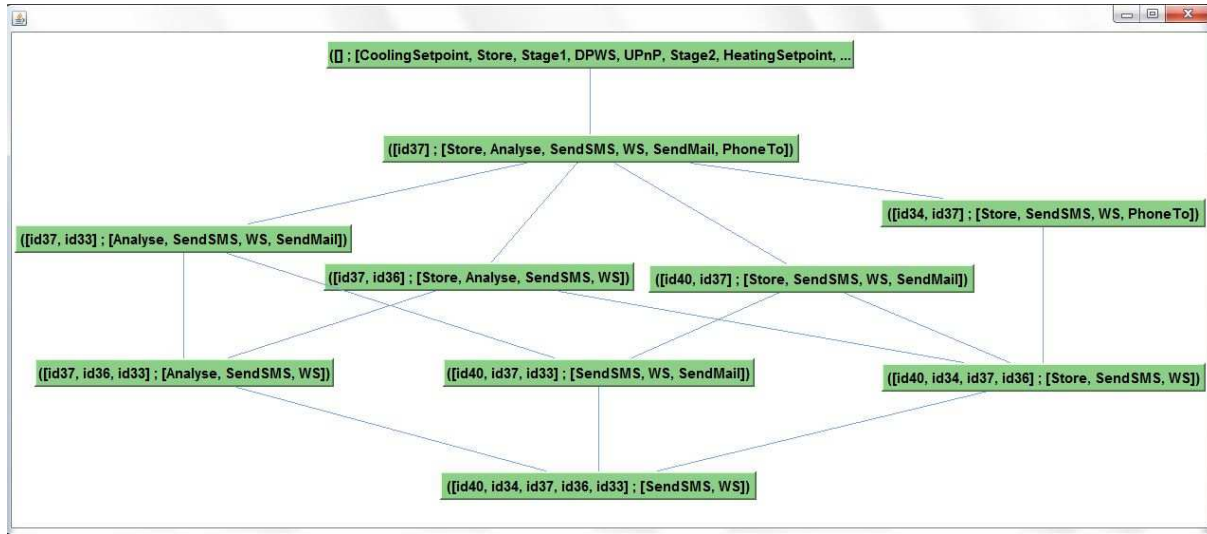 ([] ; [CoolingSetpoint, Store, Stage1, DPWS, UPnP, Stage2, HeatingSetpoint, ...
([id37] ; [Store, Analyse, SendSMS, WS, SendMail, PhoneTo])
([id34, id37] ; [Store, SendSMS, WS, PhoneTo])
([id37, id33] ; [Analyse, SendSMS, WS, SendMail])
([id37, id36] ; [Store, Analyse, SendSMS, WS])
([id40, id37] ; [Store, SendSMS, WS, SendMail])
([id37, id36, id33] ; [Analyse, SendSMS, WS])
([id40, id37, id33] ; [SendSMS, WS, SendMail])
([id40, id34, id37, id36] ; [Store, SendSMS, WS])
([id40, id34, id37, id36, id33] ; [SendSMS, WS])